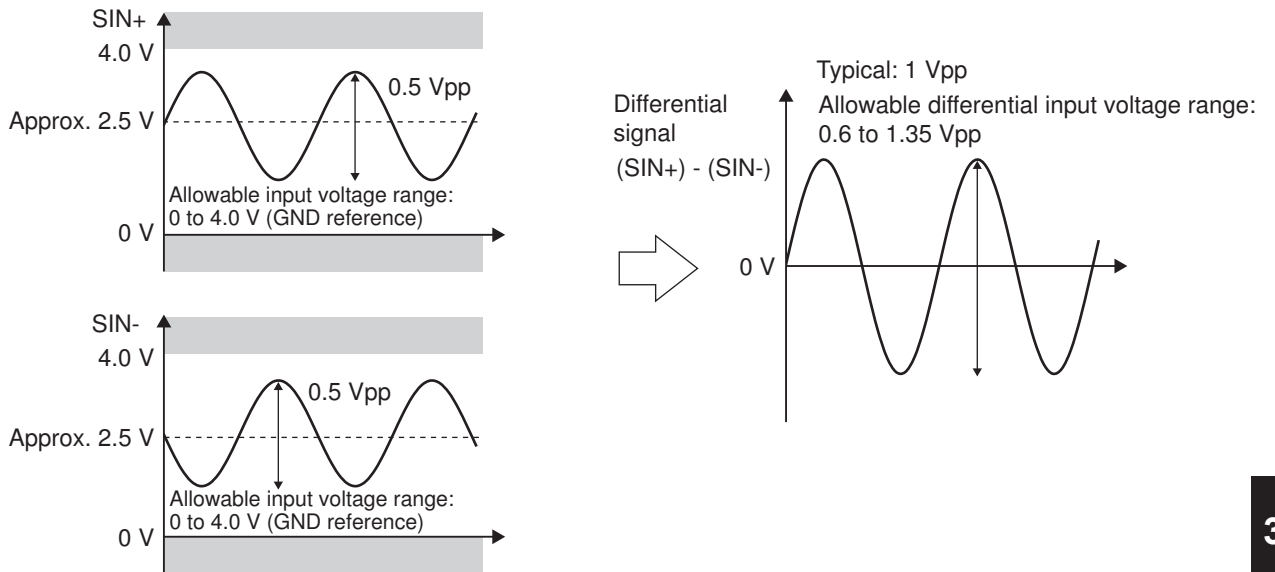 SIN+
4.0 V
0.5 Vpp
Approx. 2.5 V
Allowable input voltage range:
0 to 4.0 V (GND reference)
0 V
SIN-
4.0 V
0.5 Vpp
Approx. 2.5 V
Allowable input voltage range:
0 to 4.0 V (GND reference)
0 V
Typical: 1 Vpp
Differential
signal
(SIN+) - (SIN-)
Allowable differential input voltage range:
0.6 to 1.35 Vpp
0 V
3